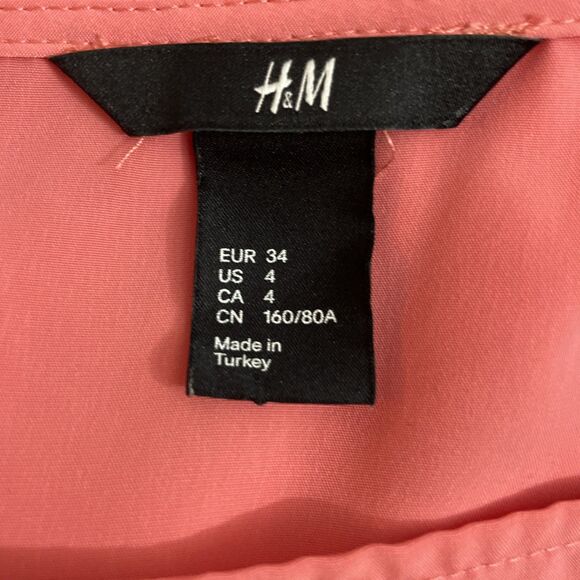 H&M
EUR 34
US 4
CA 4
CN 160/80A
Made in
Turkey